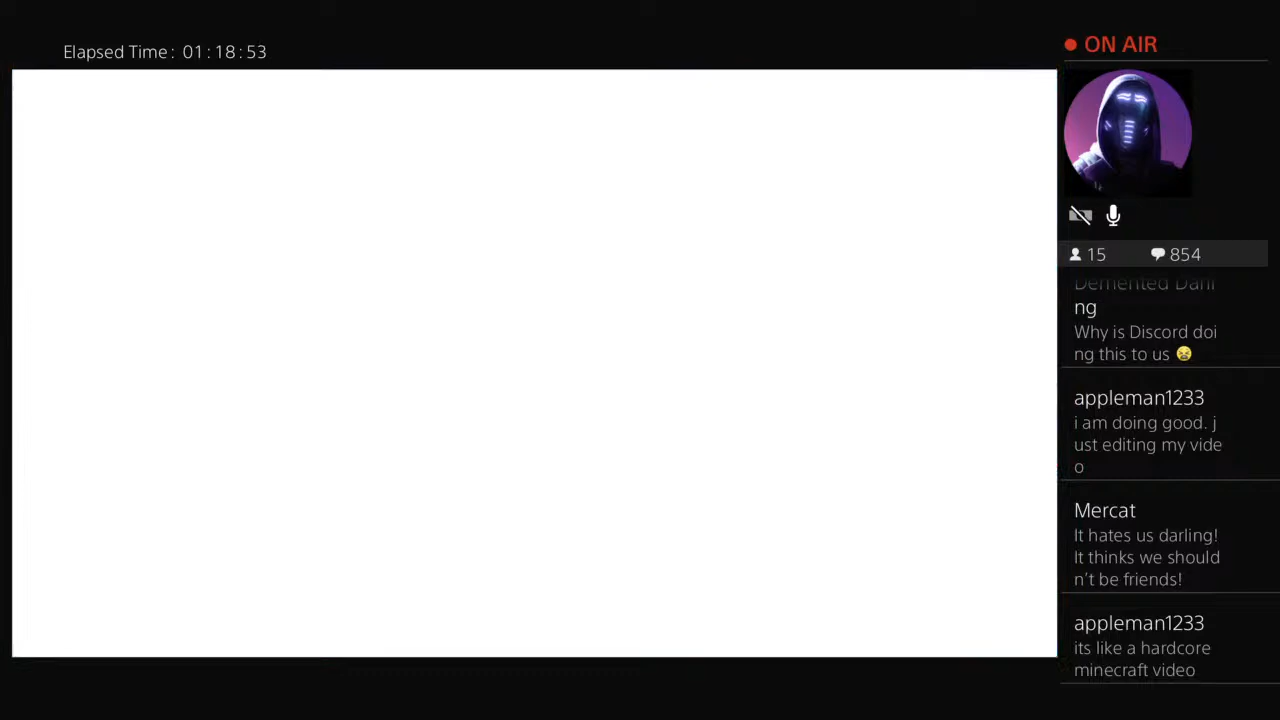 Elapsed Time: 01:18:53
ON AIR
15 854
Demented Darli
ng
Why is Discord doi
ng this to us
appleman1233
i am doing good. j
ust editing my vide
o
Mercat
It hates us darling!
It thinks we should
n't be friends!
appleman1233
its like a hardcore
minecraft video